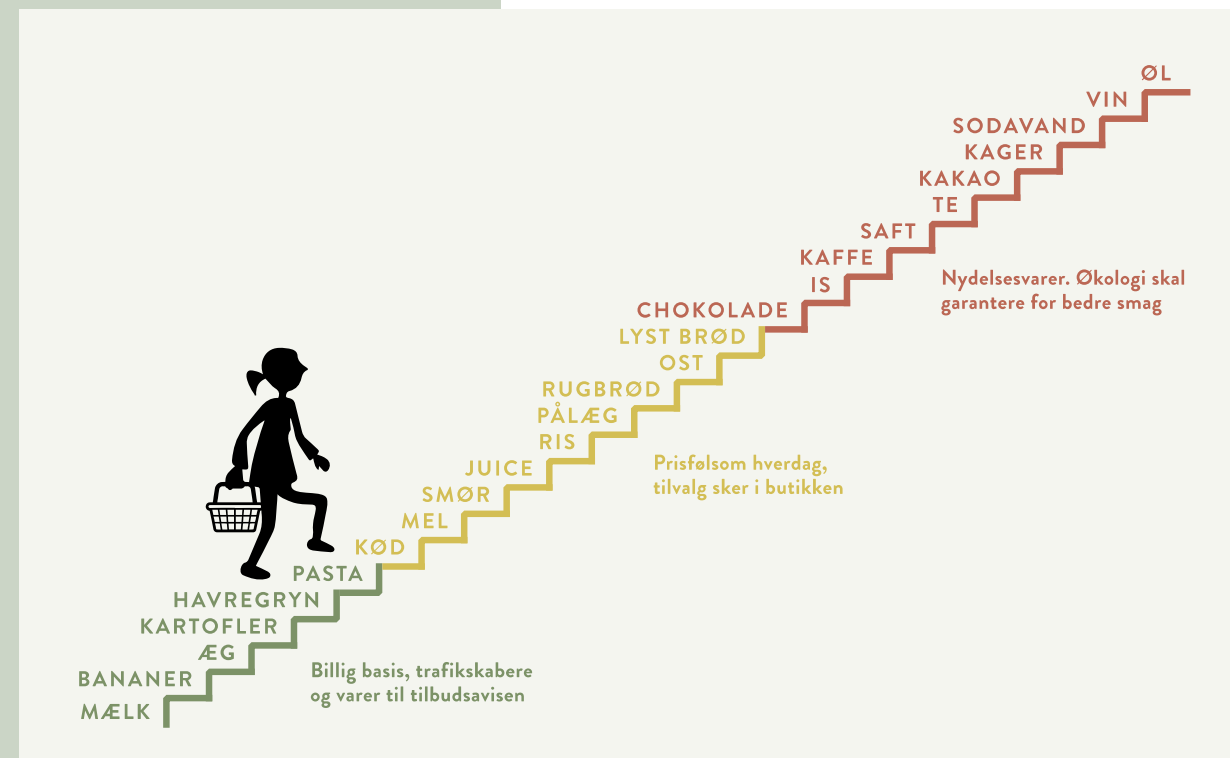 ØL
VIN
SODAVAND
KAGER
KAKAO
TE
SAFT
KAFFE
IS
Nydelsesvarer. Økologi skal
garantere for bedre smag
CHOKOLADE
LYST BRØD
OST
RUGBRØD
PÅLÆG
RIS
JUICE
SMØR
MEL
KØD
Prisfølsom hverdag,
tilvalg sker i butikken
PASTA
HAVREGRYN
KARTOFLER
ÆG
BANANER
MÆLK
Billig basis, trafikskabere
og varer til tilbudsavisen